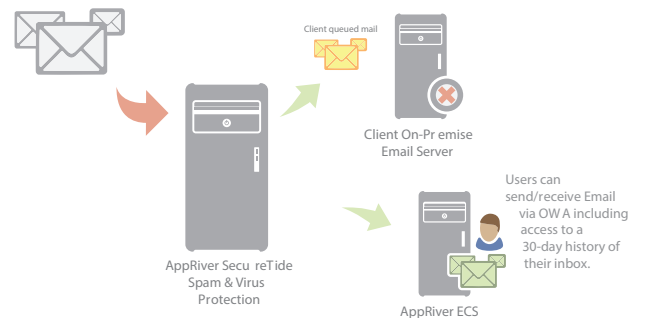 Client queued mail
Client On-Pr emise
Email Server
Users can
send/receive Email
via OW A including
access to a
30-day history of
their inbox.
AppRiver Secu reTide
Spam & Virus
Protection
AppRiver ECS